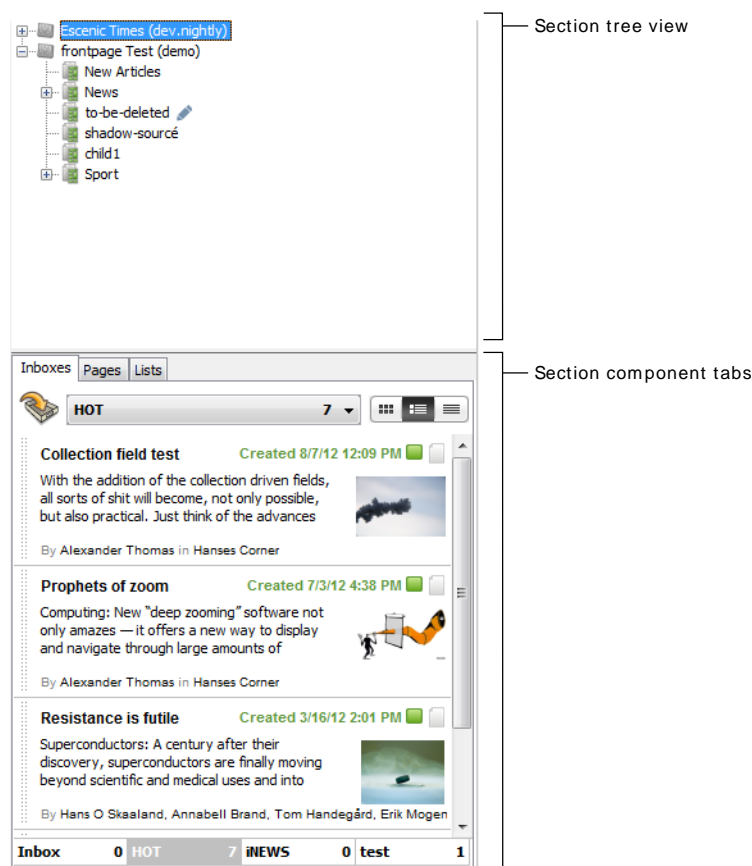 Escenic Times (dev.nightly)
Section tree view
frontpage Test (demo)
New Articles
News
to-be-deleted
shadow-sourcé
child1
Sport
Inboxes Pages Lists
Section component tabs
HOT 7
Collection field test Created 8/7/12 12:09 PM
With the addition of the collection driven fields,
all sorts of shit will become, not only possible,
but also practical. Just think of the advances
By Alexander Thomas in Hanses Corner
Prophets of zoom Created 7/3/12 4:38 PM
Computing: New “deep zooming” software not
only amazes — it offers a new way to display
and navigate through large amounts of
By Alexander Thomas in Hanses Corner
Resistance is futile Created 3/16/12 2:01 PM
Superconductors: A century after their
discovery, superconductors are finally moving
beyond scientific and medical uses and into
By Hans O Skaaland, Annabell Brand, Tom Handegård, Erik Mogen
Inbox 0 HOT 7 iNEWS 0 test 1